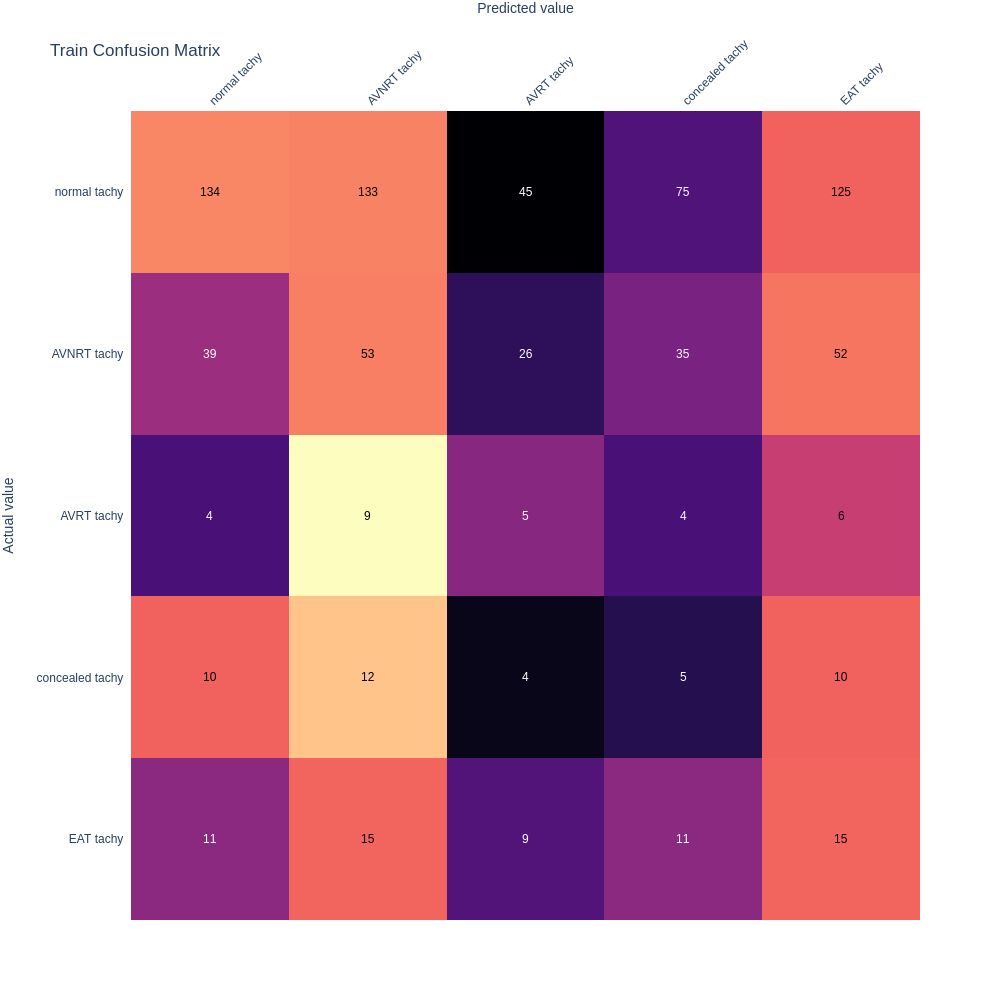 Predicted value
Train Confusion Matrix
normal tachy
AVNRT tachy
AVRT tachy
concealed tachy
EAT tachy
normal tachy 134 133 45 75 125
AVNRT tachy 39 53 26 35 52
Actual value
AVRT tachy 4 9 5 4 6
concealed tachy 10 12 4 5 10
EAT tachy 11 15 9 11 15